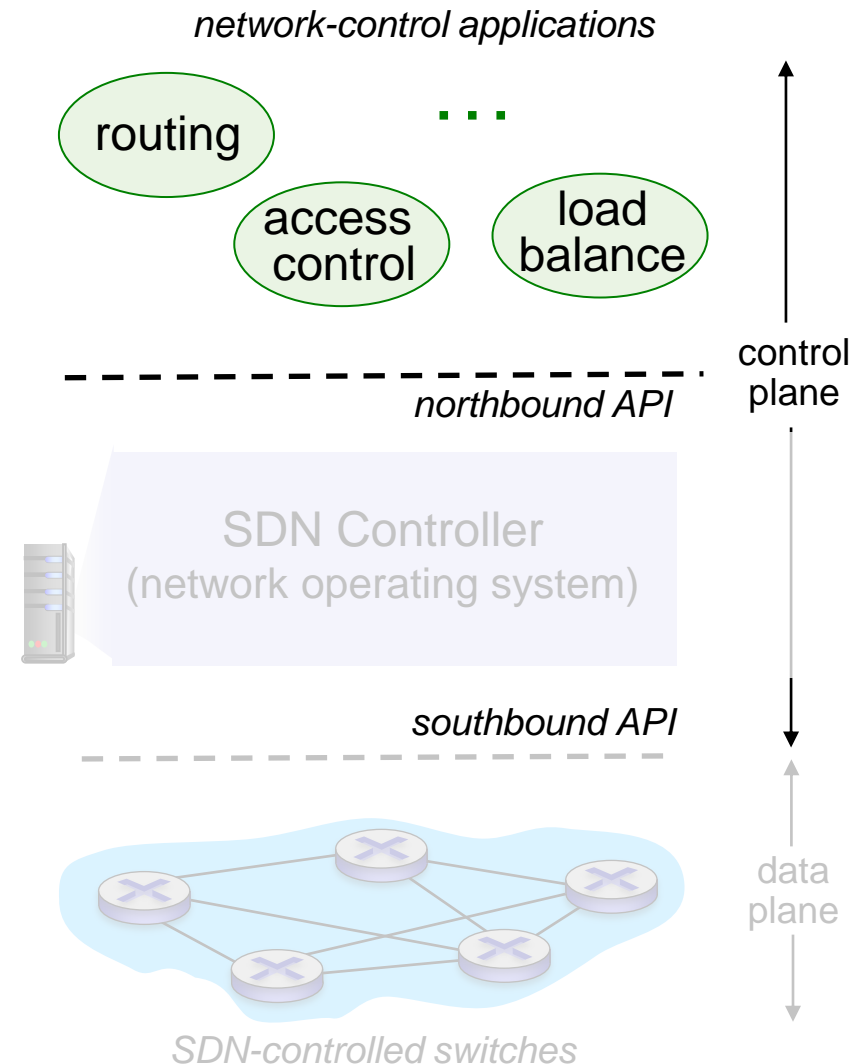 network-control applications
routing
...
access
control
load
balance
control
plane
northbound API
SDN Controller
(network operating system)
southbound API
data
plane
SDN-controlled switches